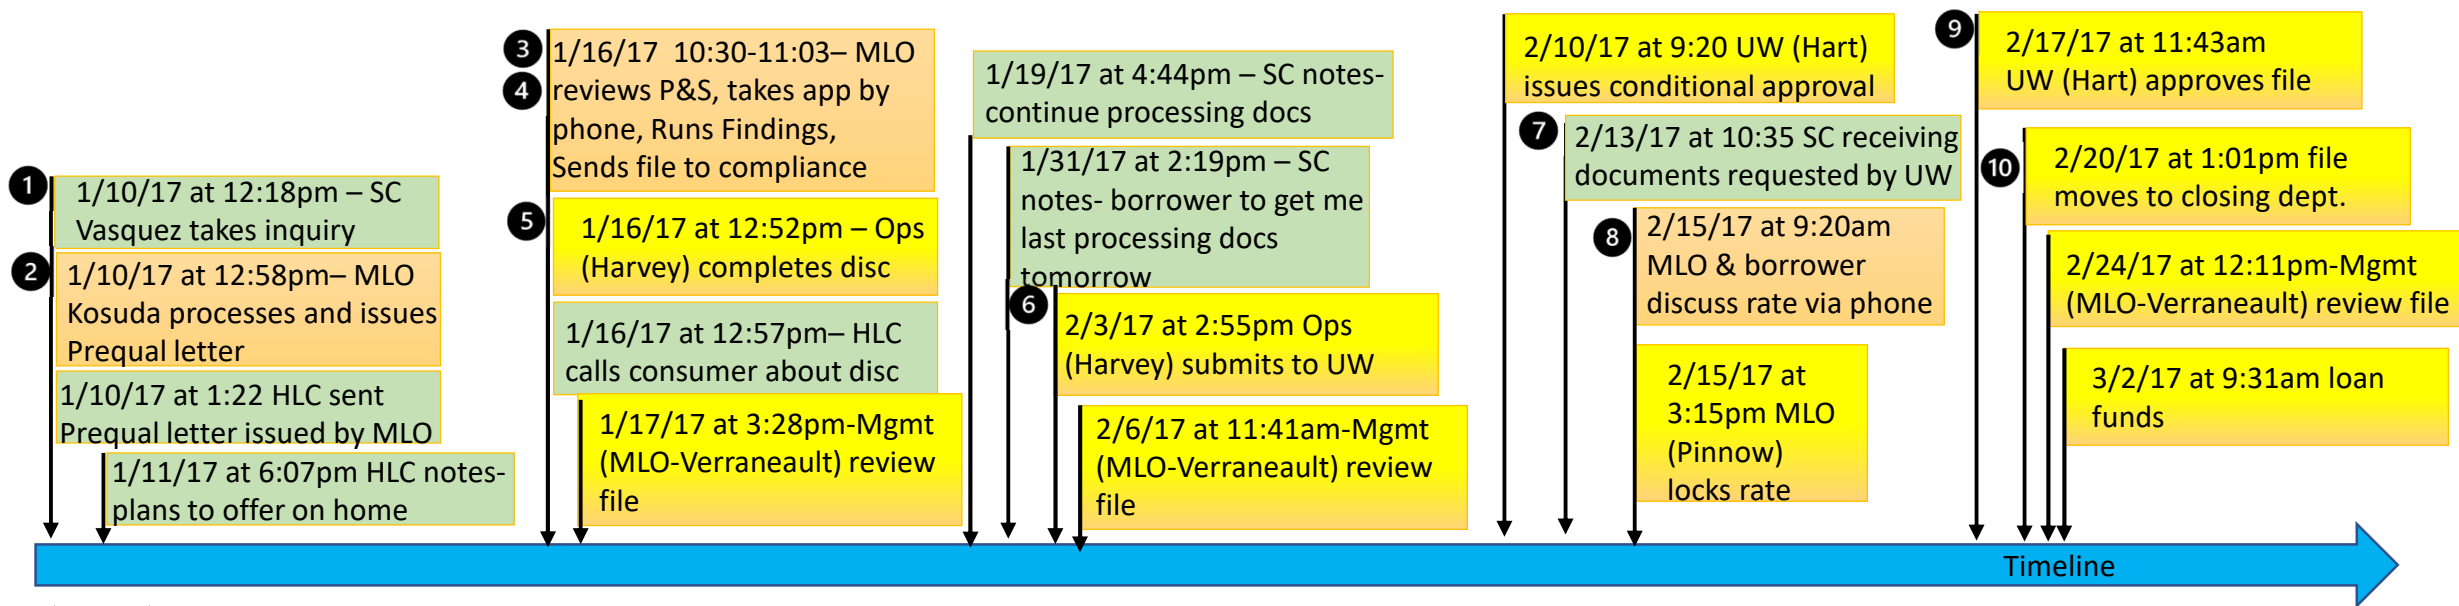 1
1/10/17 at 12:18pm – SC
Vasquez takes inquiry
2
1/10/17 at 12:58pm– MLO
Kosuda processes and issues
Prequal letter
1/10/17 at 1:22 HLC sent
Prequal letter issued by MLO
1/11/17 at 6:07pm HLC notes-
plans to offer on home
3
4
1/16/17 10:30-11:03– MLO
reviews P&S, takes app by
phone, Runs Findings,
Sends file to compliance
5
1/16/17 at 12:52pm – Ops
(Harvey) completes disc
1/16/17 at 12:57pm– HLC
calls consumer about disc
1/17/17 at 3:28pm-Mgmt
(MLO-Verraneault) review
file
1/19/17 at 4:44pm – SC notes-
continue processing docs
1/31/17 at 2:19pm – SC
notes- borrower to get me
last processing docs
tomorrow
6
2/3/17 at 2:55pm Ops
(Harvey) submits to UW
2/6/17 at 11:41am-Mgmt
(MLO-Verraneault) review
file
2/10/17 at 9:20 UW (Hart)
issues conditional approval
7
2/13/17 at 10:35 SC receiving
documents requested by UW
8
2/15/17 at 9:20am
MLO & borrower
discuss rate via phone
2/15/17 at
3:15pm MLO
(Pinnow)
locks rate
9
2/17/17 at 11:43am
UW (Hart) approves file
10
2/20/17 at 1:01pm file
moves to closing dept.
2/24/17 at 12:11pm-Mgmt
(MLO-Verraneault) review file
3/2/17 at 9:31am loan
funds
Timeline